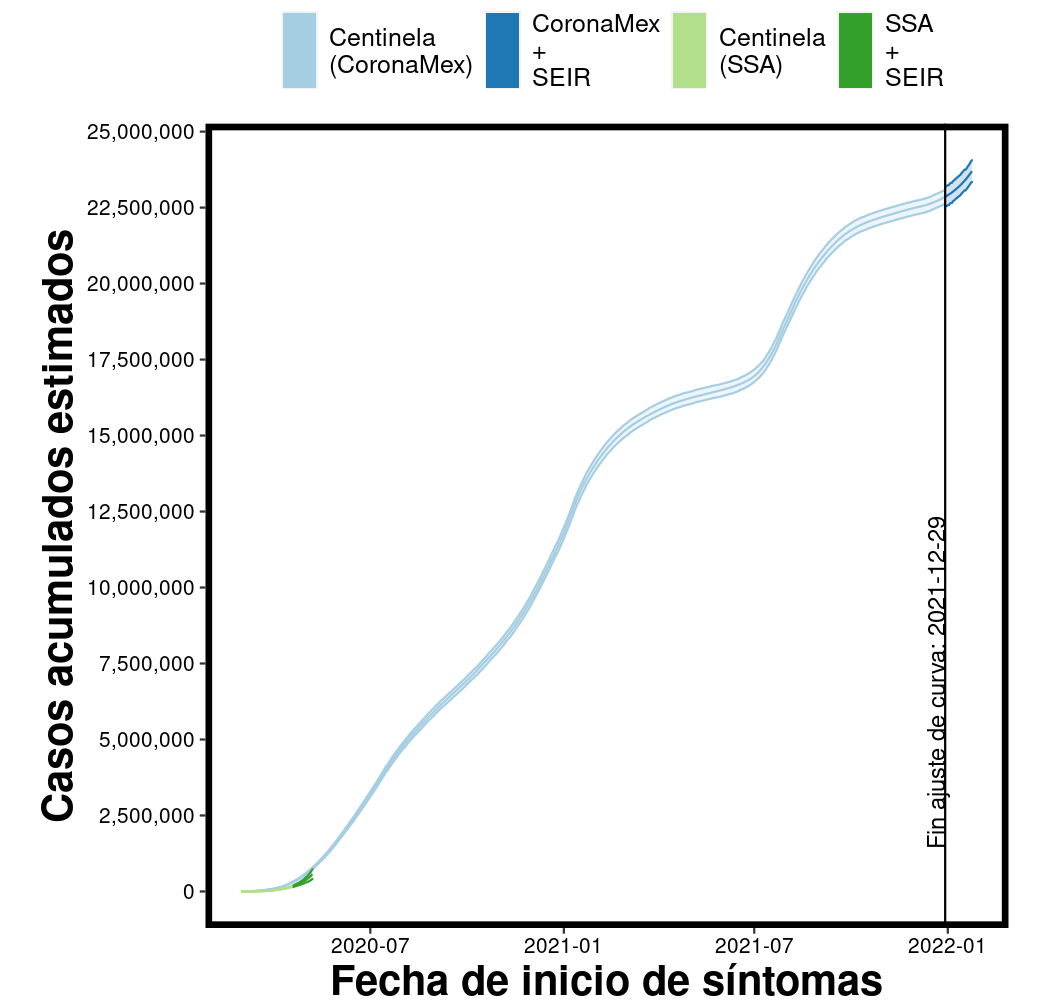 Centinela
(CoronaMex)
CoronaMex
+
SEIR
Centinela
(SSA)
SSA
+
SEIR
25,000,000
22,500,000
20,000,000
17,500,000
15,000,000
12,500,000
10,000,000
7,500,000
5,000,000
2,500,000
0
Casos acumulados estimados
Fin ajuste de curva: 2021-12-29
2020-07
2021-01
2021-07
2022-01
Fecha de inicio de síntomas